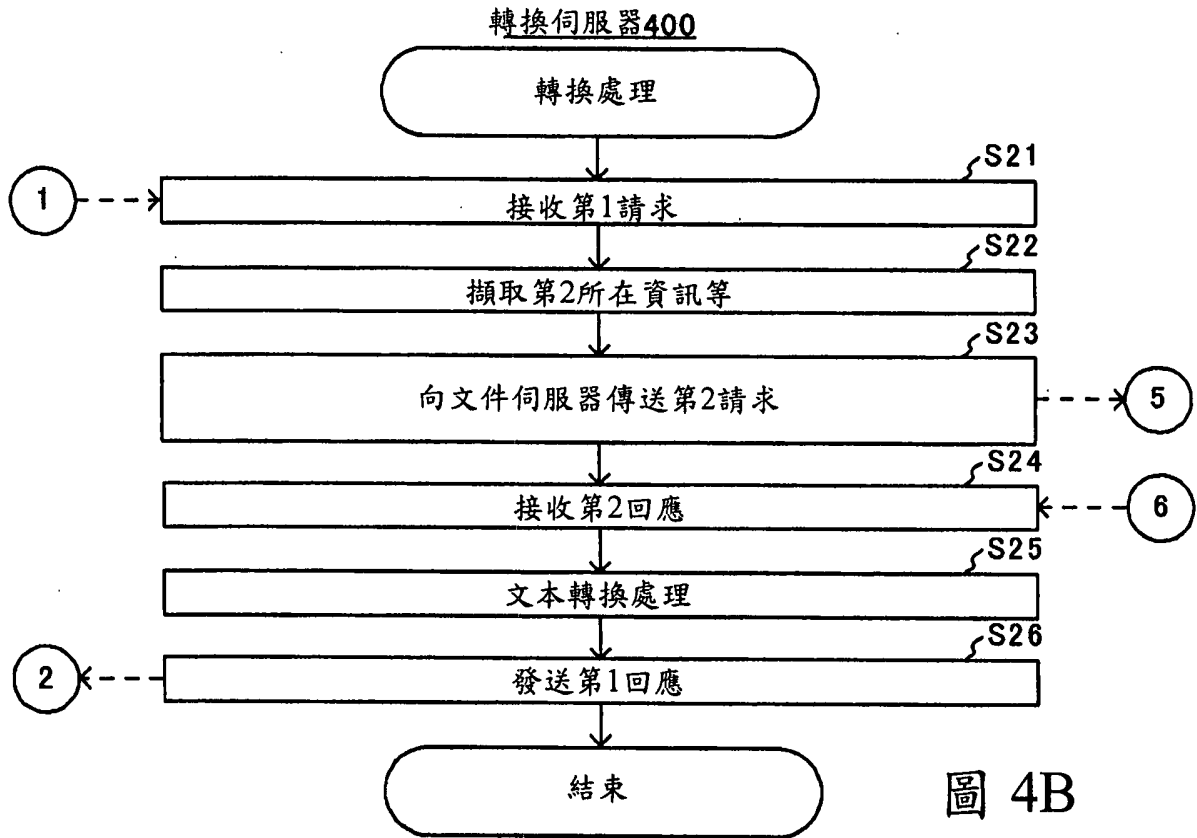 轉換伺服器400
轉換處理
S21
1
接收第1請求
S22
擷取第2所在資訊等
S23
向文件伺服器傳送第2請求
5
S24
接收第2回應
6
S25
文本轉換處理
S26
2
發送第1回應
結束
圖 4B